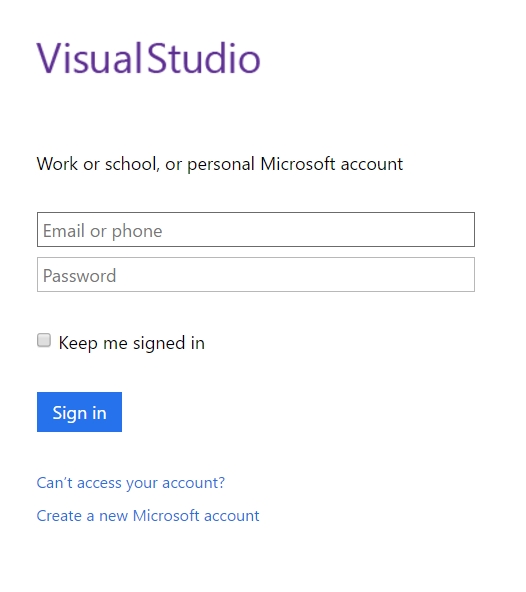 Visual Studio
Work or school, or personal Microsoft account
Email or phone
Password
Keep me signed in
Sign in
Can't access your account?
Create a new Microsoft account